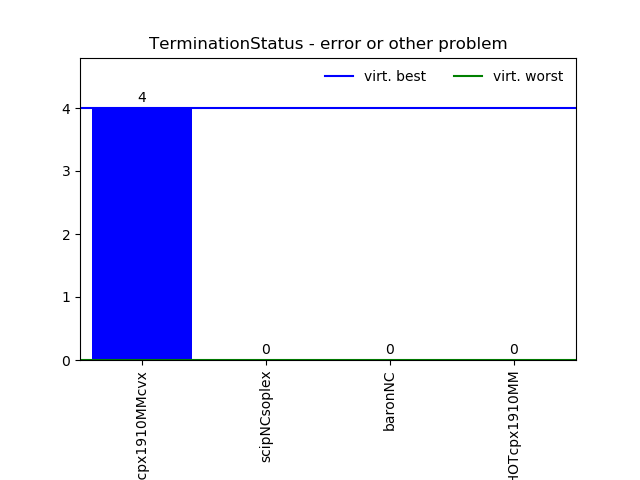 TerminationStatus - error or other problem
virt. best
virt. worst
4
4
3
2
1
0
0
0
0
cpx1910MMcvx
scipNCsoplex
baronNC